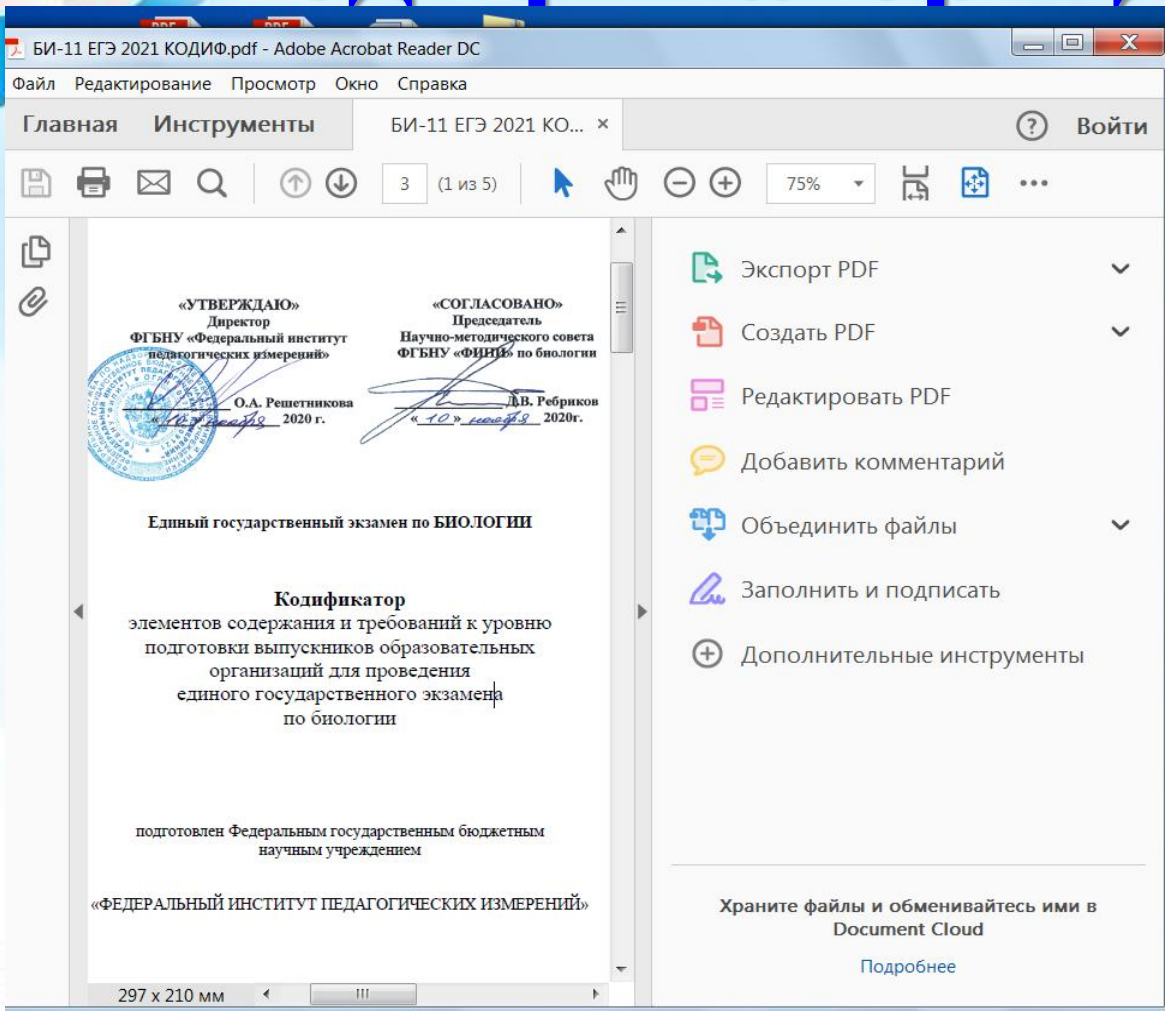 БИ-11 ЕГЭ 2021 КОДИФ.pdf - Adobe Acrobat Reader DC
Файл Редактирование Просмотр Окно Справка
Главная Инструменты БИ-11 ЕГЭ 2021 КО... × Войти
3 (1 из 5) 75%
«УТВЕРЖДАЮ»
Директор
ФГБНУ «Федеральный институт
педагогических измерений»
О.А. Решетникова
«10» ноября 2020 г.
«СОГЛАСОВАНО»
Председатель
Научно-методического совета
ФГБНУ «ФИПИ» по биологии
Д.В. Ребриков
«10» ноября 2020г.
Единый государственный экзамен по БИОЛОГИИ
Кодификатор
элементов содержания и требований к уровню
подготовки выпускников образовательных
организаций для проведения
единого государственного экзамена
по биологии
подготовлен Федеральным государственным бюджетным
научным учреждением
«ФЕДЕРАЛЬНЫЙ ИНСТИТУТ ПЕДАГОГИЧЕСКИХ ИЗМЕРЕНИЙ»
297 x 210 мм
Экспорт PDF
Создать PDF
Редактировать PDF
Добавить комментарий
Объединить файлы
Заполнить и подписать
Дополнительные инструменты
Храните файлы и обменивайтесь ими в
Document Cloud
Подробнее